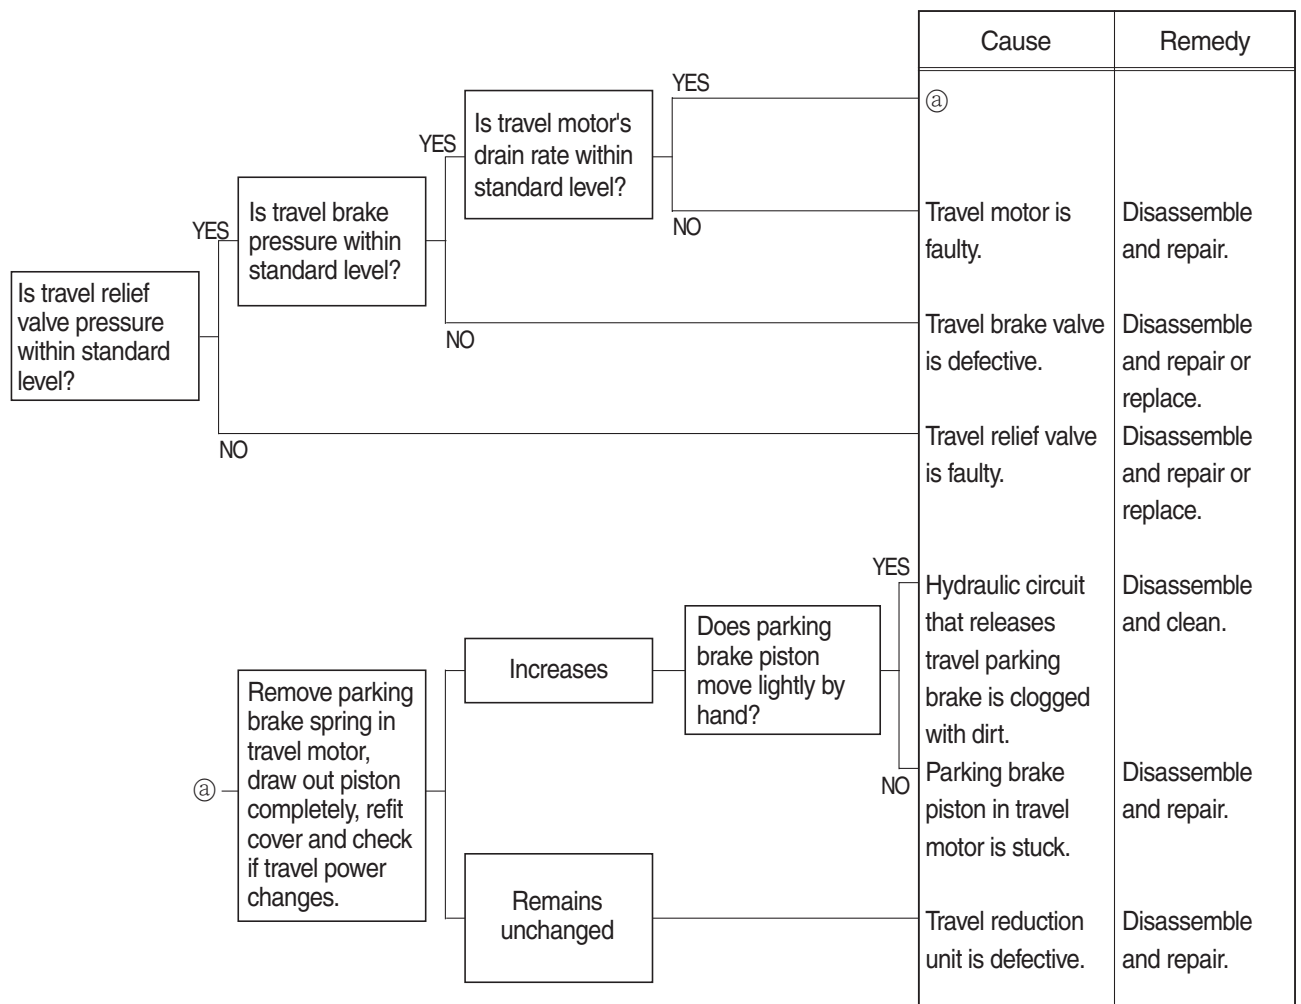 Cause
Remedy
YES
ⓐ
Is travel motor's
drain rate within
standard level?
YES
Is travel brake
pressure within
standard level?
YES
NO
Travel motor is
faulty.
Disassemble
and repair.
Is travel relief
valve pressure
within standard
level?
NO
Travel brake valve
is defective.
Disassemble
and repair or
replace.
NO
Travel relief valve
is faulty.
Disassemble
and repair or
replace.
YES
Hydraulic circuit
that releases
travel parking
brake is clogged
with dirt.
Disassemble
and clean.
Does parking
brake piston
move lightly by
hand?
Increases
ⓐ
Remove parking
brake spring in
travel motor,
draw out piston
completely, refit
cover and check
if travel power
changes.
NO
Parking brake
piston in travel
motor is stuck.
Disassemble
and repair.
Remains
unchanged
Travel reduction
unit is defective.
Disassemble
and repair.